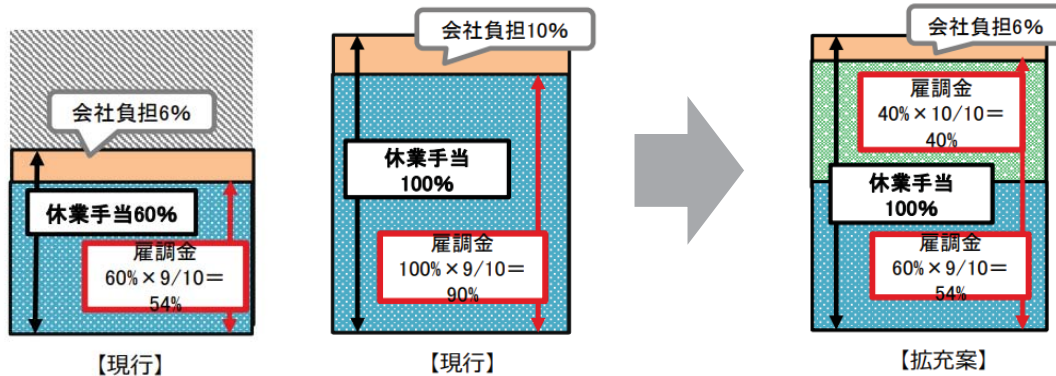 会社負担6%
休業手当60%
雇調金
60%×9/10＝
54%
【現行】
会社負担10%
休業手当
100%
雇調金
100%×9/10＝
90%
【現行】
会社負担6%
雇調金
40%×10/10＝
40%
休業手当
100%
雇調金
60%×9/10＝
54%
【拡充案】